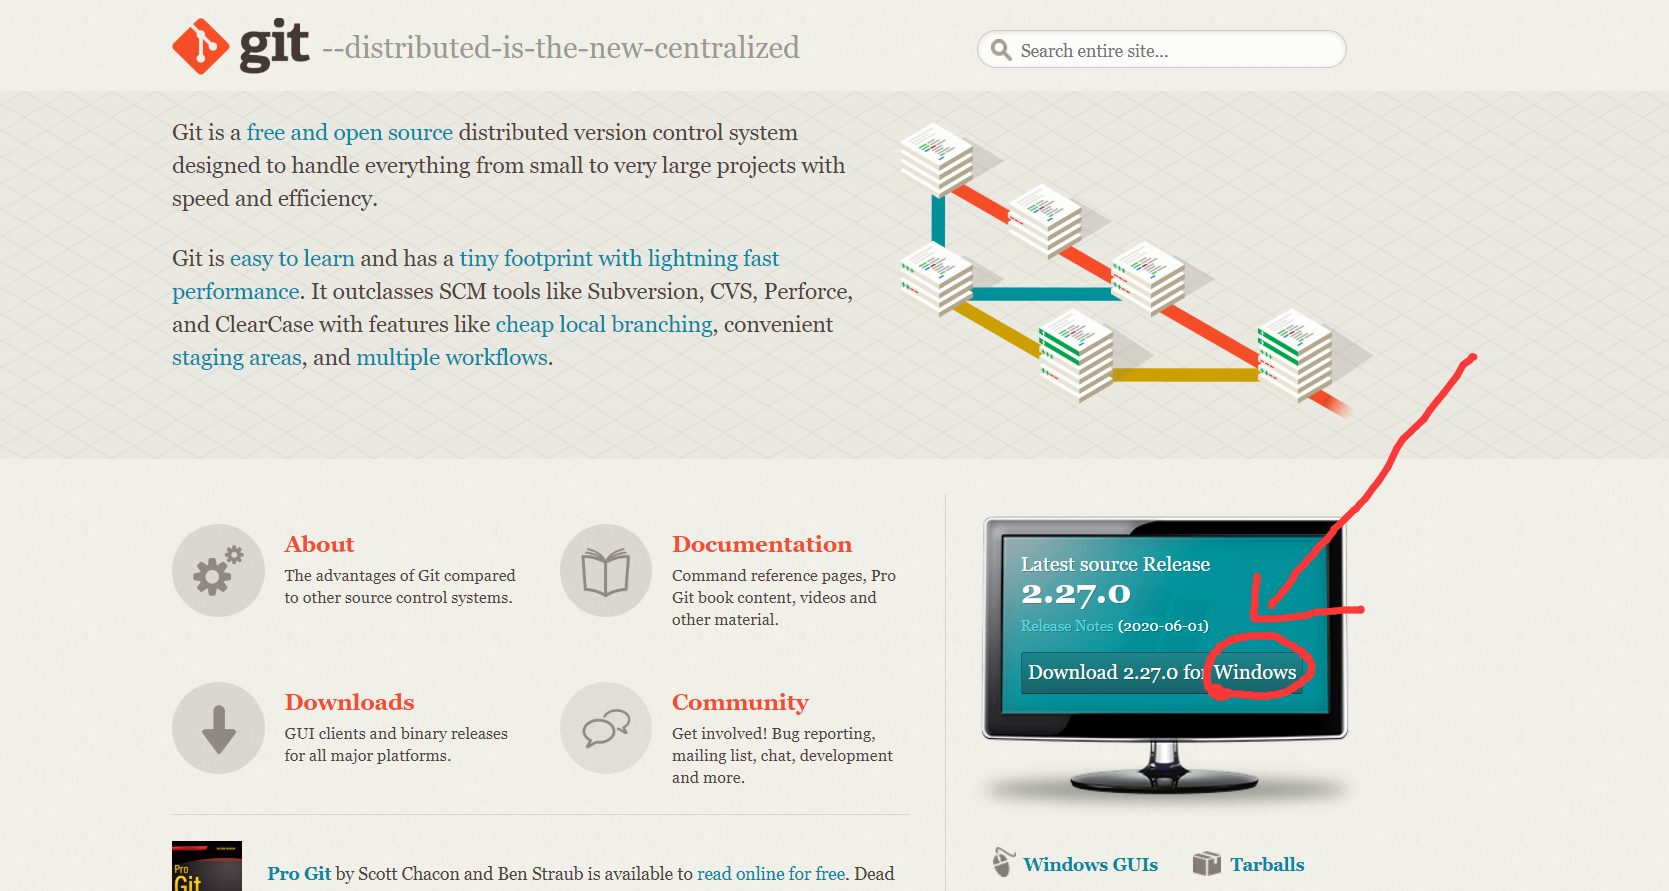 git --distributed-is-the-new-centralized
Search entire site...
Git is a free and open source distributed version control system
designed to handle everything from small to very large projects with
speed and efficiency.
Git is easy to learn and has a tiny footprint with lightning fast
performance. It outclasses SCM tools like Subversion, CVS, Perforce,
and ClearCase with features like cheap local branching, convenient
staging areas, and multiple workflows.
About
The advantages of Git compared
to other source control systems.
Documentation
Command reference pages, Pro
Git book content, videos and
other material.
Downloads
GUI clients and binary releases
for all major platforms.
Community
Get involved! Bug reporting,
mailing list, chat, development
and more.
Latest source Release
2.27.0
Release Notes (2020-06-01)
Download 2.27.0 for Windows
Windows GUIs
Tarballs
Pro
Git
Pro Git by Scott Chacon and Ben Straub is available to read online for free. Dead